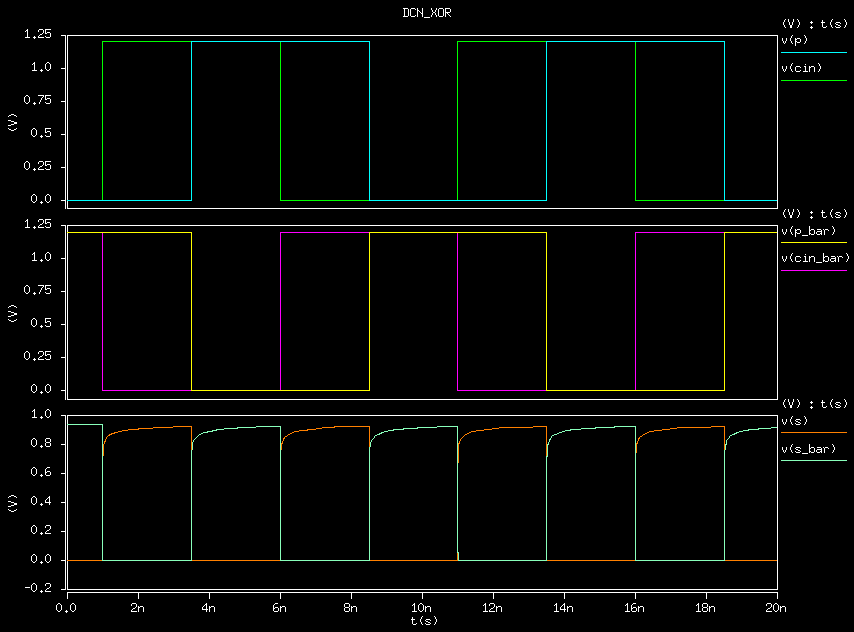 DCN_XOR
(V) : t(s)
v(p)
v(cin)
1.25
1.0
0.75
0.5
0.25
0.0
(V)
(V) : t(s)
v(p_bar)
v(cin_bar)
1.25
1.0
0.75
0.5
0.25
0.0
(V)
(V) : t(s)
v(s)
v(s_bar)
1.0
0.8
0.6
0.4
0.2
0.0
-0.2
(V)
0.0 2n 4n 6n 8n 10n 12n 14n 16n 18n 20n
t(s)